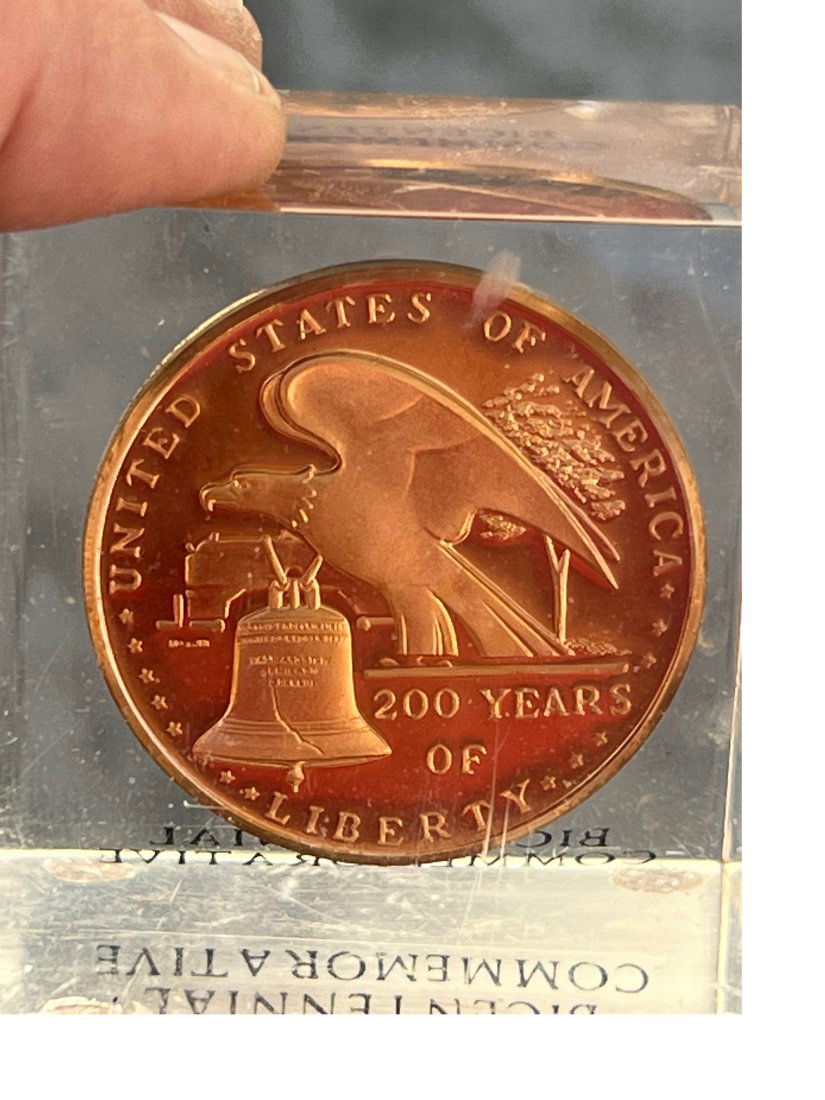 UNITED STATES OF AMERICA
200 YEARS
OF
LIBERTY
COMMEMORATIVE
BICENTENNIAL